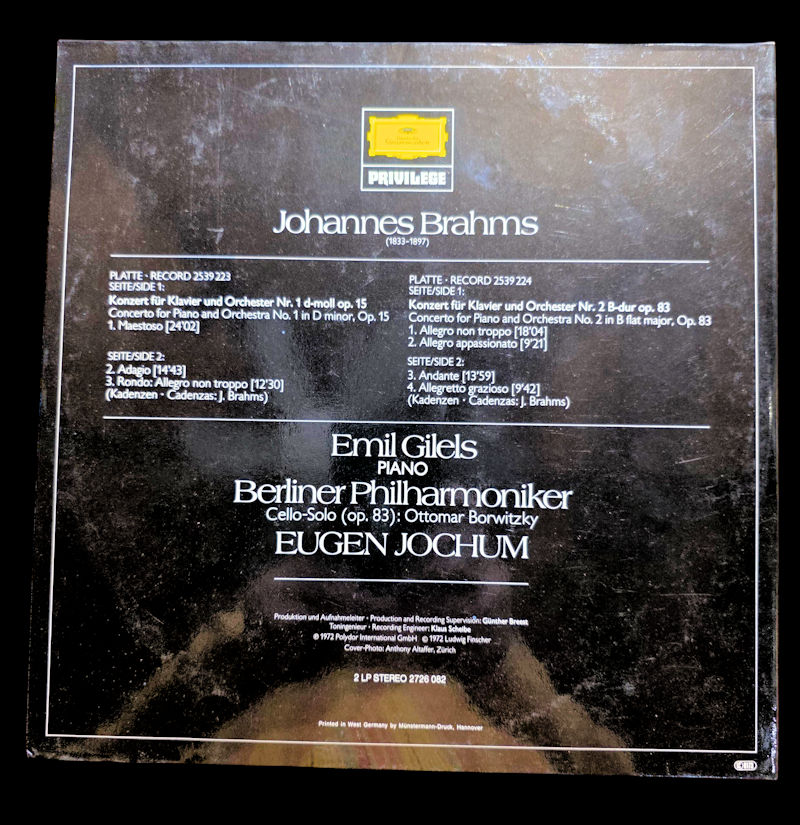 Deutsche
Grammophon
PRIVILEGE
Johannes Brahms
(1833-1897)
PLATTE · RECORD 2539 223
SEITE/SIDE 1:
Konzert für Klavier und Orchester Nr. 1 d-moll op. 15
Concerto for Piano and Orchestra No. 1 in D minor, Op. 15
1. Maestoso [24'02]
SEITE/SIDE 2:
2. Adagio [14'43]
3. Rondo: Allegro non troppo [12'30]
(Kadenzen · Cadenzas: J. Brahms)
PLATTE · RECORD 2539 224
SEITE/SIDE 1:
Konzert für Klavier und Orchester Nr. 2 B-dur op. 83
Concerto for Piano and Orchestra No. 2 in B flat major, Op. 83
1. Allegro non troppo [18'04]
2. Allegro appassionato [9'21]
SEITE/SIDE 2:
3. Andante [13'59]
4. Allegretto grazioso [9'42]
(Kadenzen · Cadenzas: J. Brahms)
Emil Gilels
PIANO
Berliner Philharmoniker
Cello-Solo (op. 83): Ottomar Borwitzky
EUGEN JOCHUM
Produktion und Aufnahmeleiter · Production and Recording Supervision: Günther Breest
Toningenieur · Recording Engineer: Klaus Scheibe
℗ 1972 Polydor International GmbH © 1972 Ludwig Finscher
Cover-Photo: Anthony Altaffer, Zürich
2 LP STEREO 2726 082
Printed in West Germany by Münstermann-Druck, Hannover